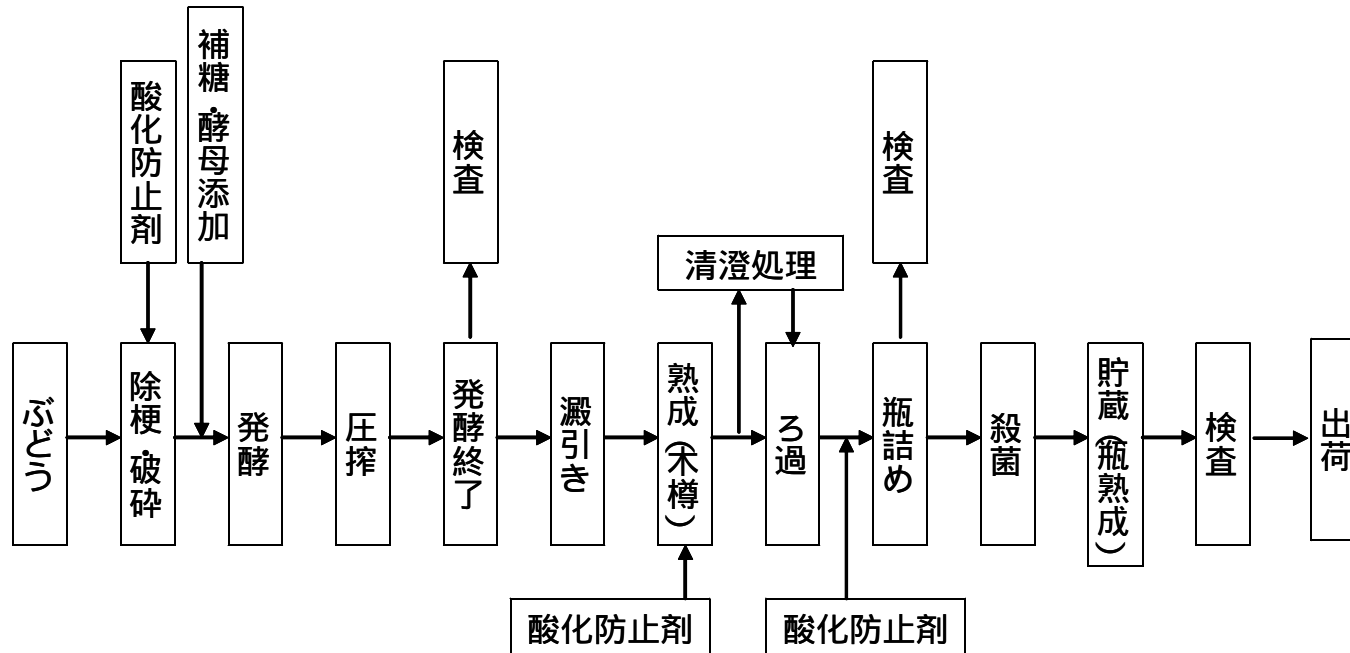 酸化防止剤
補糖・酵母添加
検査
検査
清澄処理
ぶどう
除梗・破砕
発酵
圧搾
発酵終了
澱引き
熟成（木樽）
ろ過
瓶詰め
殺菌
貯蔵（瓶熟成）
検査
出荷
酸化防止剤
酸化防止剤